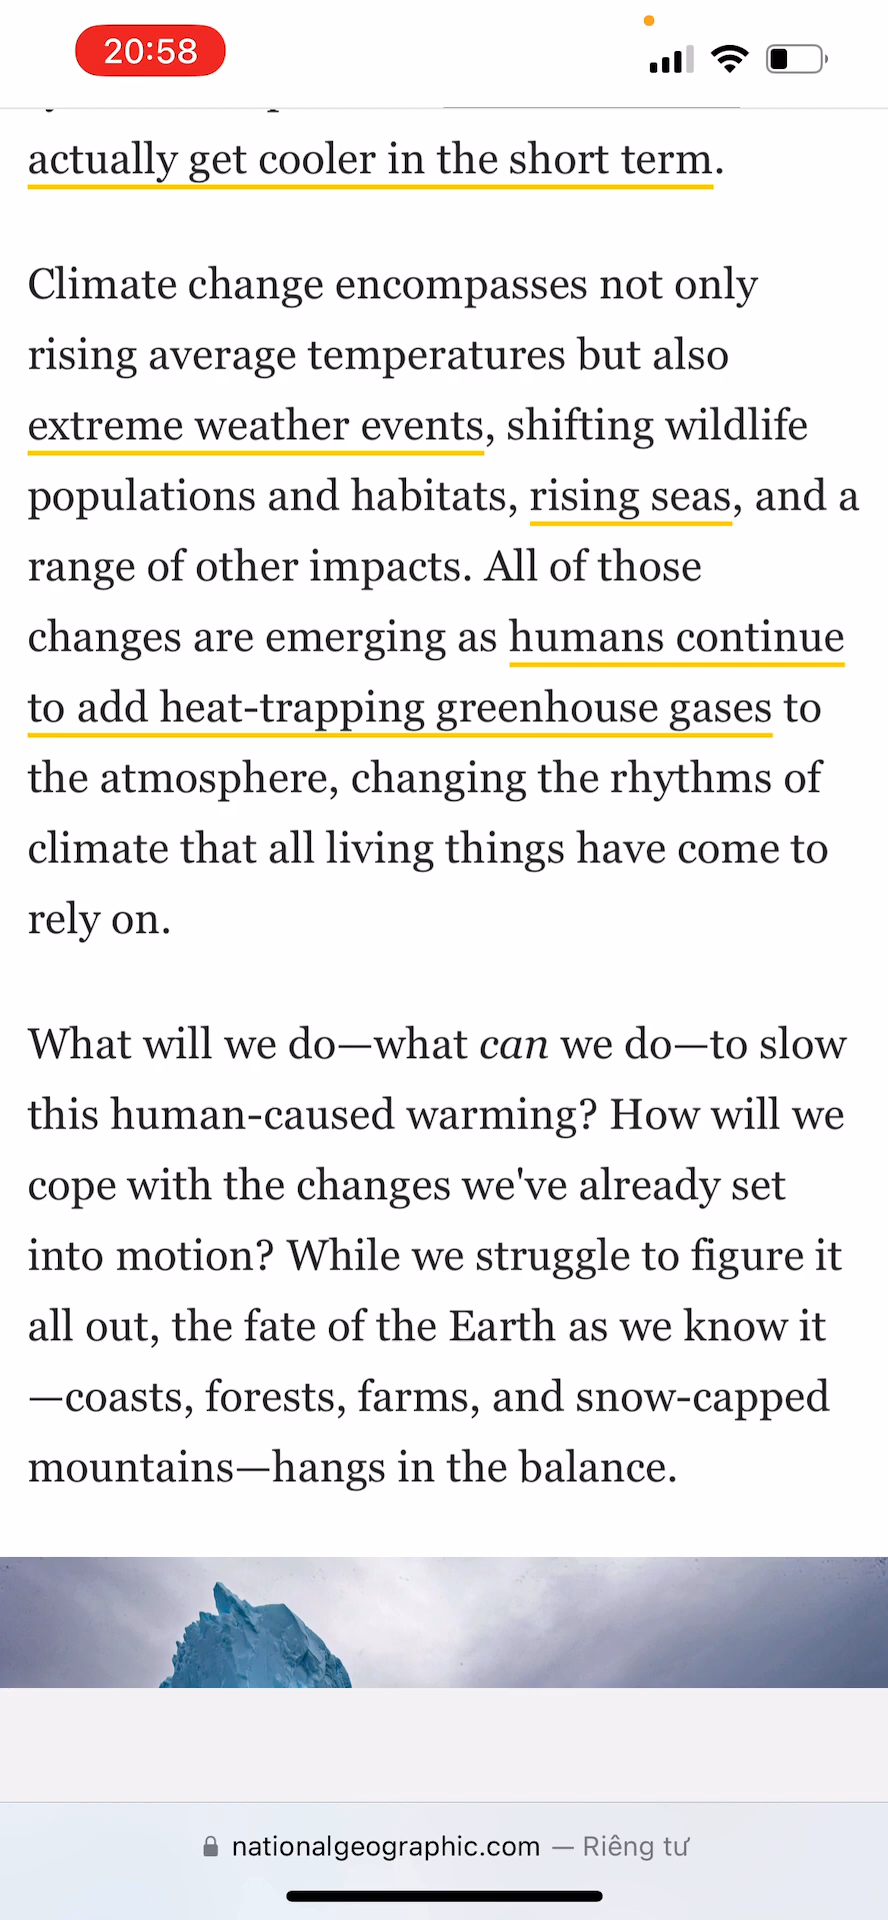 20:58
actually get cooler in the short term.
Climate change encompasses not only
rising average temperatures but also
extreme weather events, shifting wildlife
populations and habitats, rising seas, and a
range of other impacts. All of those
changes are emerging as humans continue
to add heat-trapping greenhouse gases to
the atmosphere, changing the rhythms of
climate that all living things have come to
rely on.
What will we do—what can we do—to slow
this human-caused warming? How will we
cope with the changes we've already set
into motion? While we struggle to figure it
all out, the fate of the Earth as we know it
—coasts, forests, farms, and snow-capped
mountains—hangs in the balance.
nationalgeographic.com — Riêng tư